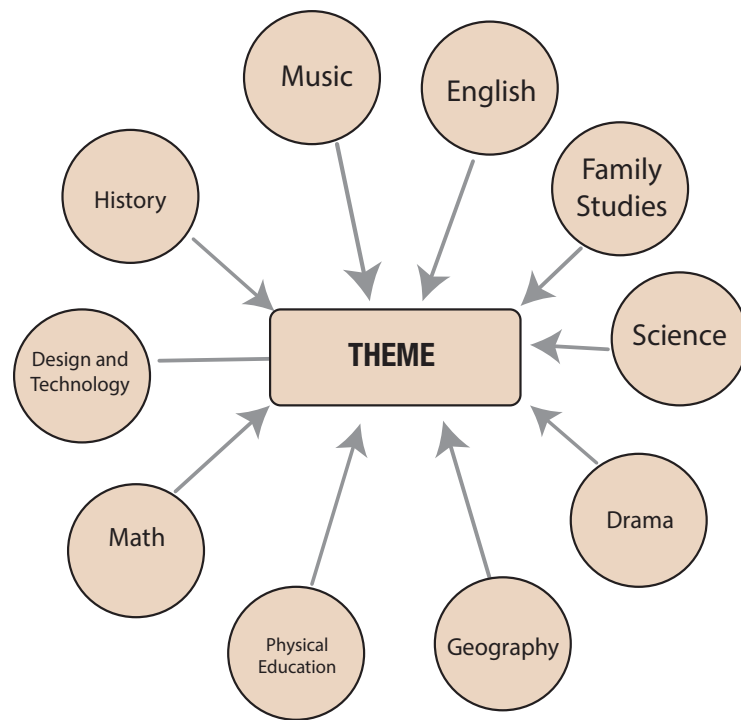 Music
English
Family
Studies
History
Science
THEME
Design and
Technology
Drama
Math
Physical
Education
Geography